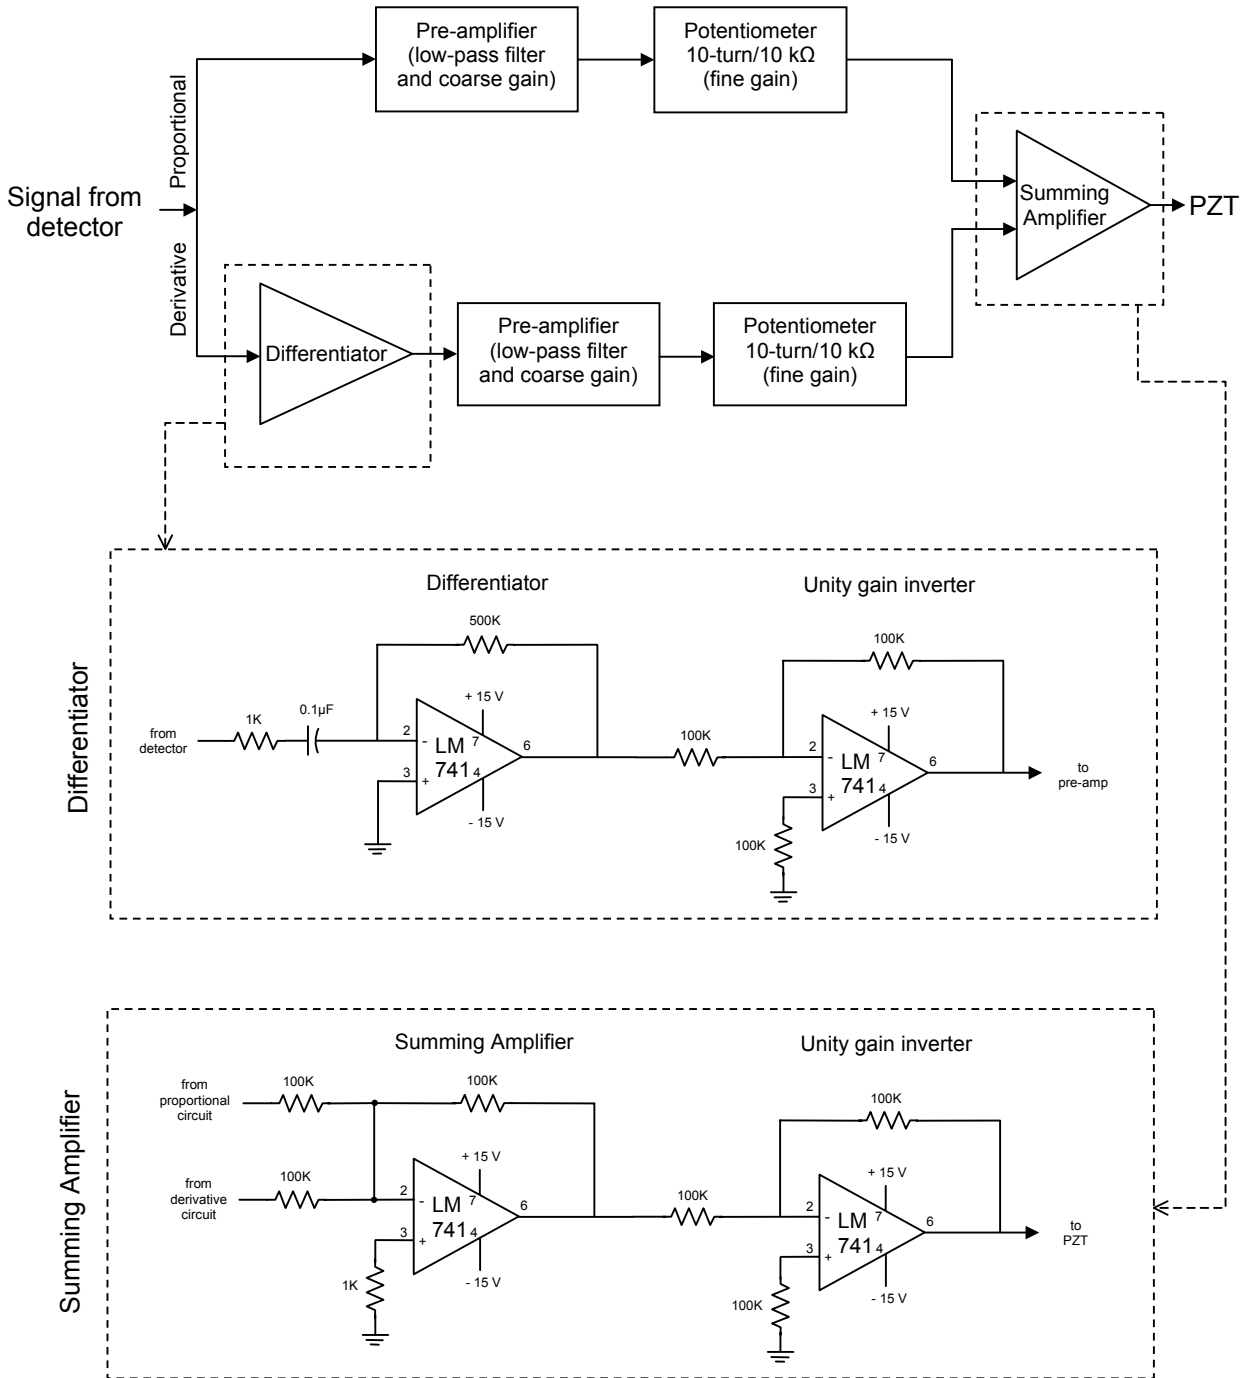 Pre-amplifier
(low-pass filter
and coarse gain)
Potentiometer
10-turn/10 kΩ
(fine gain)
Proportional
Signal from
detector
Derivative
Summing
Amplifier
PZT
Differentiator
Pre-amplifier
(low-pass filter
and coarse gain)
Potentiometer
10-turn/10 kΩ
(fine gain)
Differentiator
Differentiator
Unity gain inverter
500K
100K
from
detector
1K
0.1µF
2
-
3
+
LM
741
7
4
6
+ 15 V
- 15 V
100K
2
-
3
+
LM
741
7
4
6
+ 15 V
- 15 V
100K
to
pre-amp
Summing Amplifier
Summing Amplifier
Unity gain inverter
from
proportional
circuit
100K
100K
100K
from
derivative
circuit
100K
2
-
3
+
LM
741
7
4
6
+ 15 V
- 15 V
1K
100K
2
-
3
+
LM
741
7
4
6
+ 15 V
- 15 V
100K
to
PZT